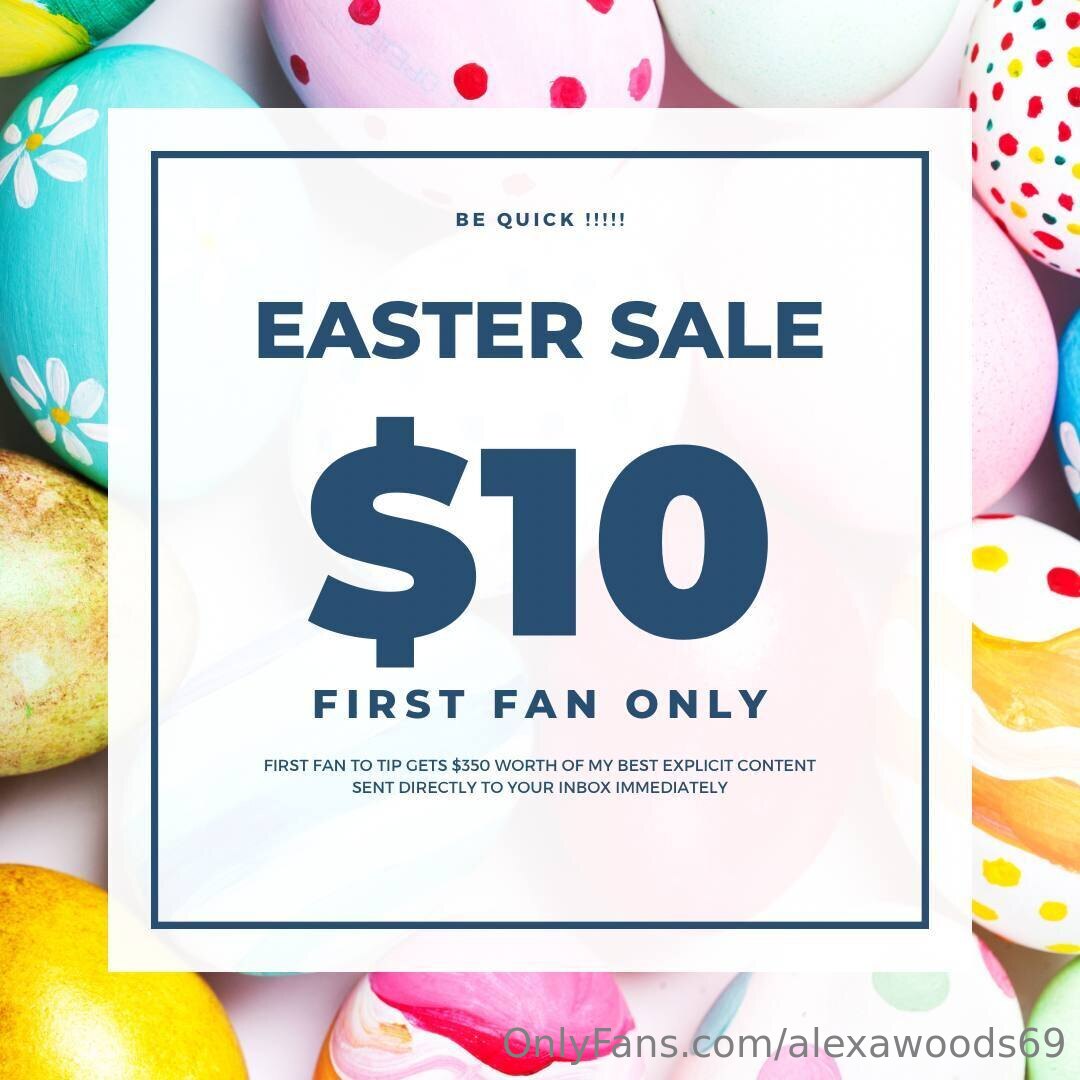 BE QUICK !!!!!
EASTER SALE
$10
FIRST FAN ONLY
FIRST FAN TO TIP GETS $350 WORTH OF MY BEST EXPLICIT CONTENT
SENT DIRECTLY TO YOUR INBOX IMMEDIATELY
OnlyFans.com/alexawoods69